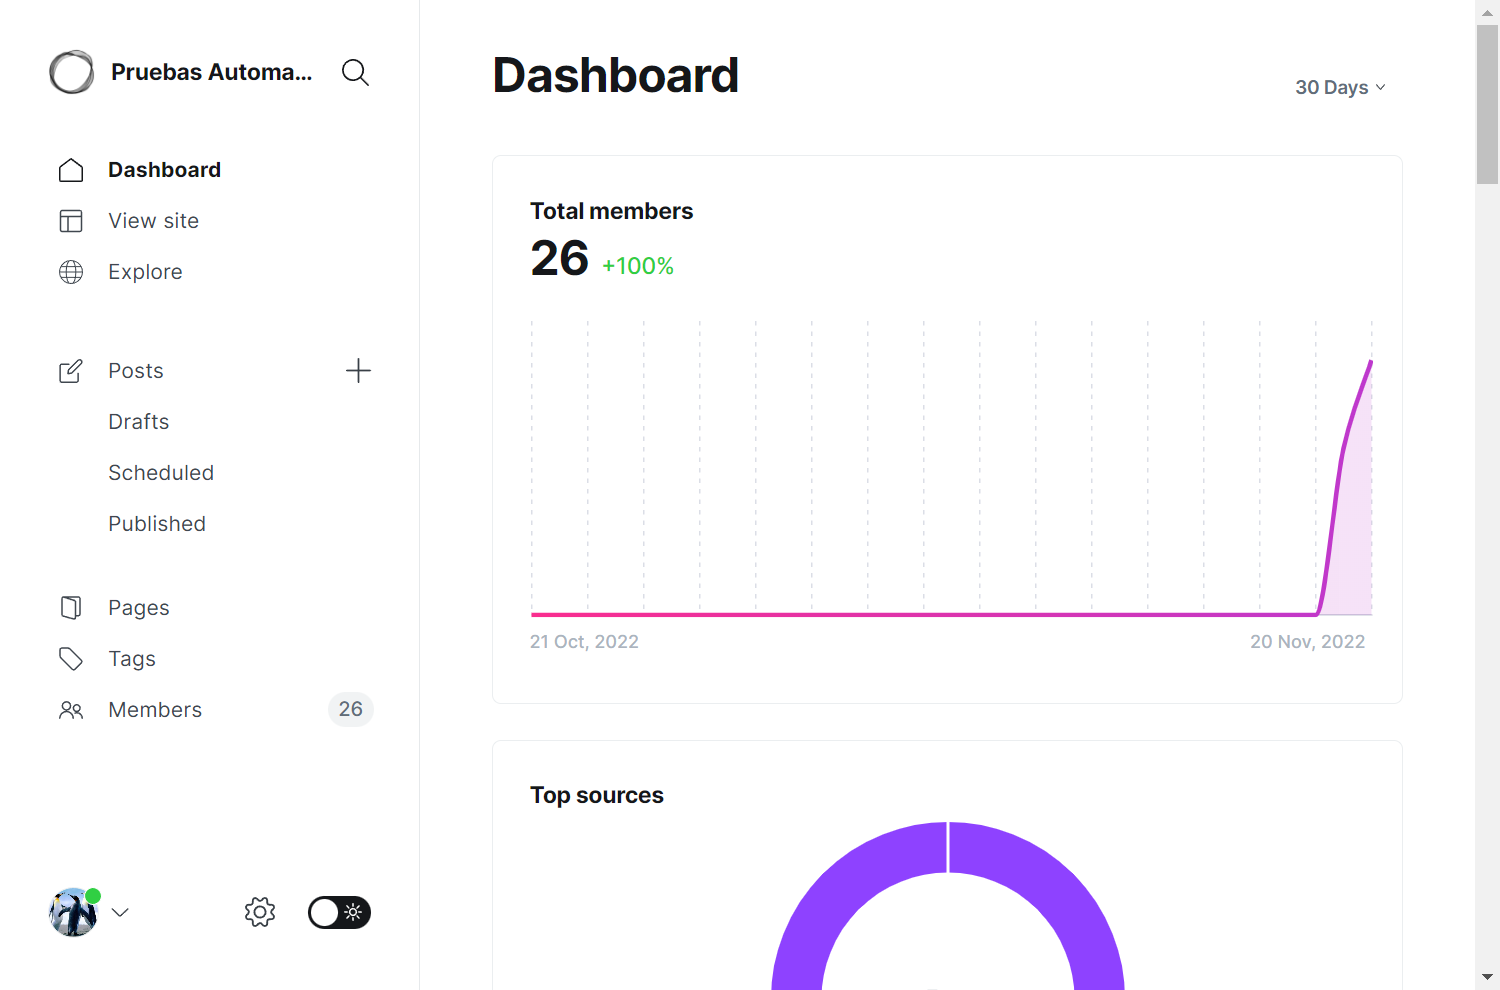 Pruebas Automa...
Dashboard
View site
Explore
Posts
Drafts
Scheduled
Published
Pages
Tags
Members 26
Dashboard
30 Days
Total members
26 +100%
21 Oct, 2022 20 Nov, 2022
Top sources